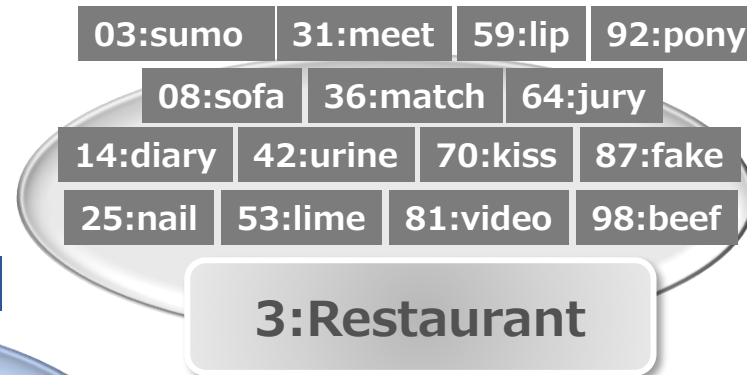 03:sumo 31:meet 59:lip 92:pony
08:sofa 36:match 64:jury
14:diary 42:urine 70:kiss 87:fake
25:nail 53:lime 81:video 98:beef
3:Restaurant